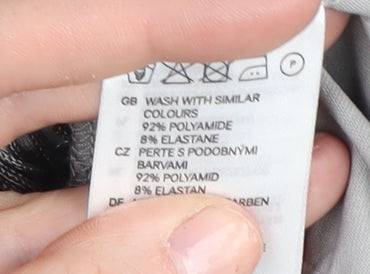 P
GB WASH WITH SIMILAR
COLOURS
92% POLYAMIDE
8% ELASTANE
CZ PERTE S PODOBNÝMI
BARVAMI
92% POLYAMID
8% ELASTAN
DE